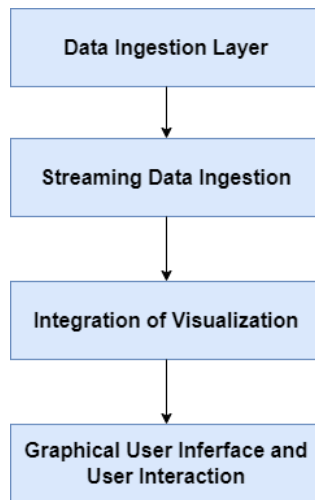 Data Ingestion Layer
Streaming Data Ingestion
Integration of Visualization
Graphical User Inferface and
User Interaction